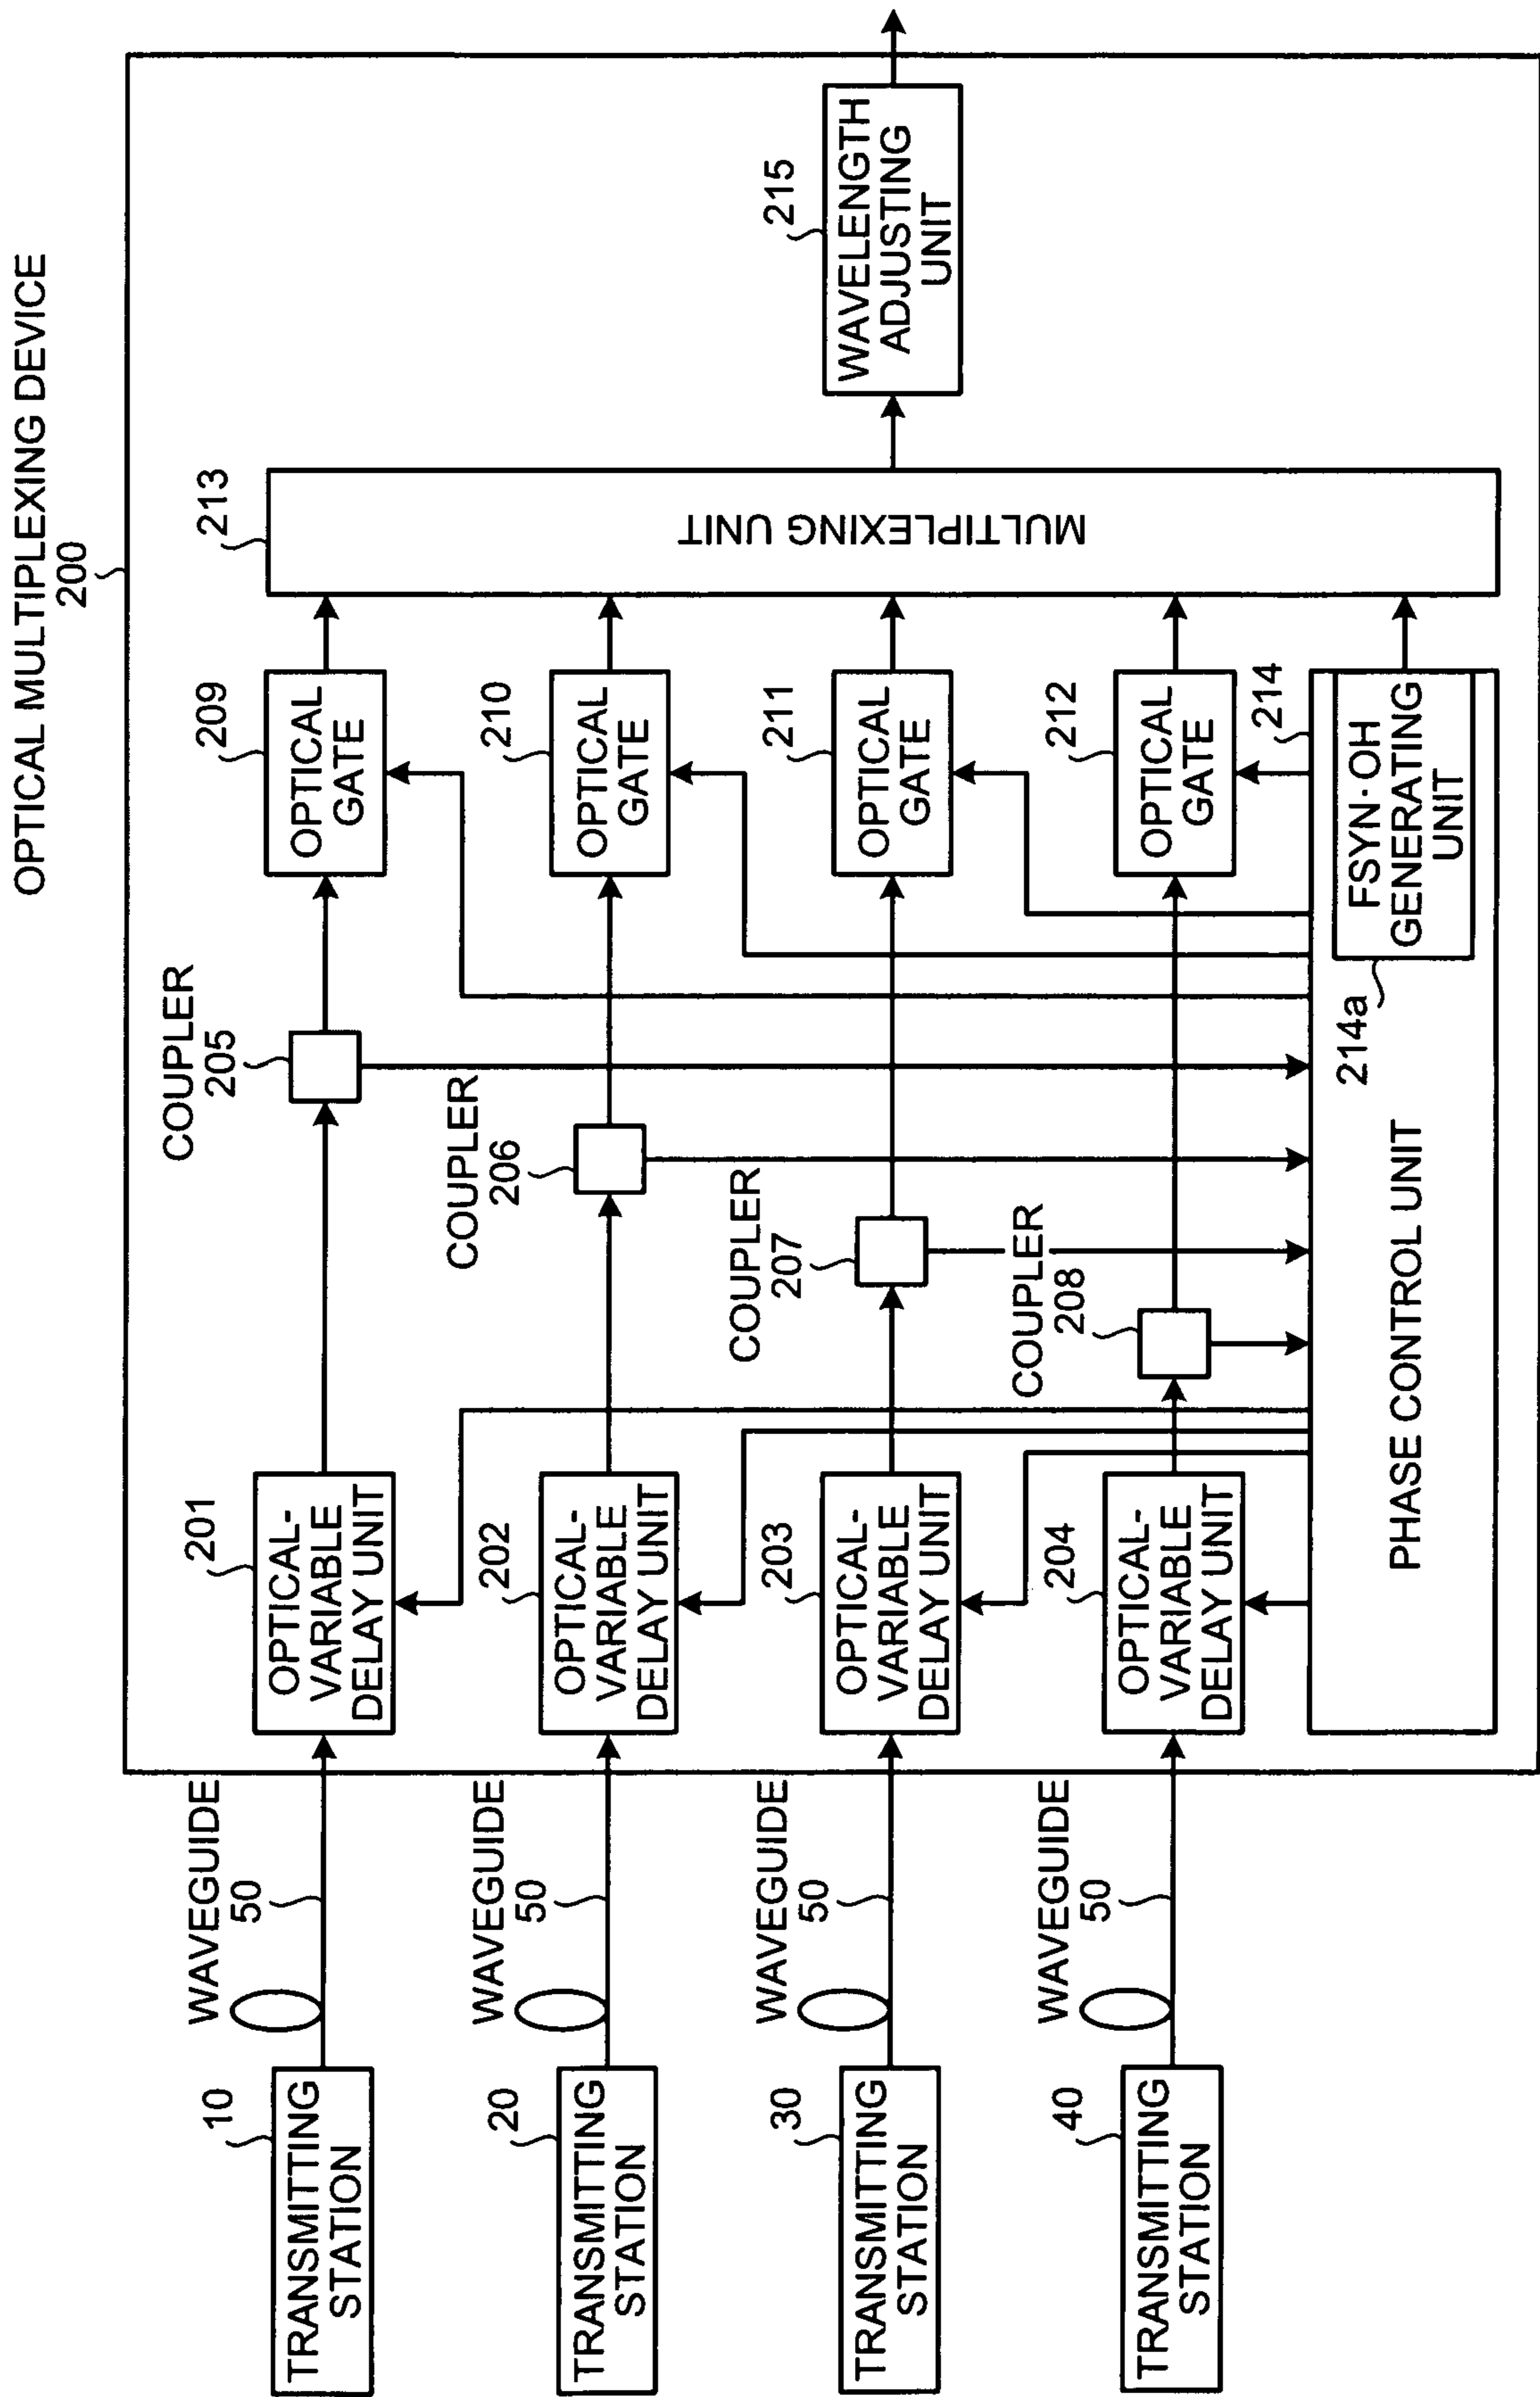 OPTICAL MULTIPLEXING DEVICE
200
10
TRANSMITTING
STATION
WAVEGUIDE
50
201
OPTICAL-
VARIABLE
DELAY UNIT
COUPLER
205
209
OPTICAL
GATE
20
TRANSMITTING
STATION
WAVEGUIDE
50
202
OPTICAL-
VARIABLE
DELAY UNIT
COUPLER
206
210
OPTICAL
GATE
30
TRANSMITTING
STATION
WAVEGUIDE
50
203
OPTICAL-
VARIABLE
DELAY UNIT
COUPLER
207
211
OPTICAL
GATE
40
TRANSMITTING
STATION
WAVEGUIDE
50
204
OPTICAL-
VARIABLE
DELAY UNIT
COUPLER
208
212
OPTICAL
GATE
213
MULTIPLEXING UNIT
215
WAVELENGTH
ADJUSTING
UNIT
214
PHASE CONTROL UNIT
214a
FSYN·OH
GENERATING
UNIT